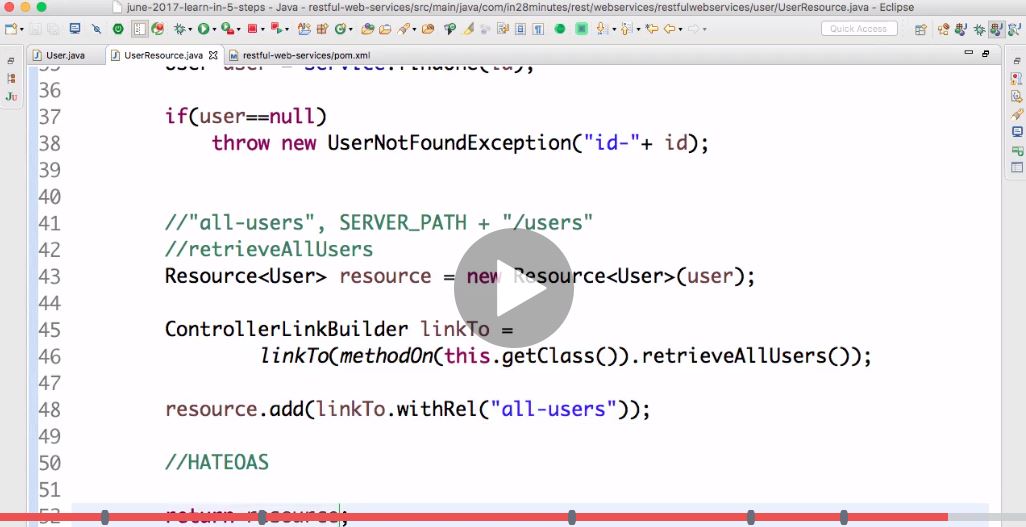 june-2017-learn-in-5-steps - Java - restful-web-services/src/main/java/com/in28minutes/rest/webservices/restfulwebservices/user/UserResource.java - Eclipse
Quick Access
User.java UserResource.java restful-web-services/pom.xml
35 User user = service.findOne(id);
36
37 if(user==null)
38 throw new UserNotFoundException("id-"+ id);
39
40
41 //"all-users", SERVER_PATH + "/users"
42 //retrieveAllUsers
43 Resource<User> resource = new Resource<User>(user);
44
45 ControllerLinkBuilder linkTo =
46 linkTo(methodOn(this.getClass()).retrieveAllUsers());
47
48 resource.add(linkTo.withRel("all-users"));
49
50 //HATEOAS
51
52 return resource;